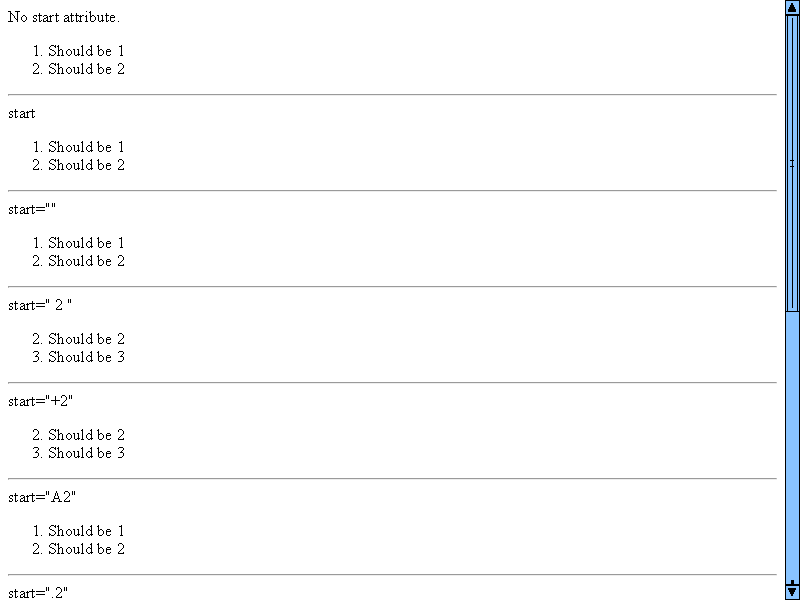 No start attribute.
1. Should be 1
2. Should be 2
start
1. Should be 1
2. Should be 2
start=""
1. Should be 1
2. Should be 2
start=" 2 "
2. Should be 2
3. Should be 3
start="+2"
2. Should be 2
3. Should be 3
start="A2"
1. Should be 1
2. Should be 2
start=".2"